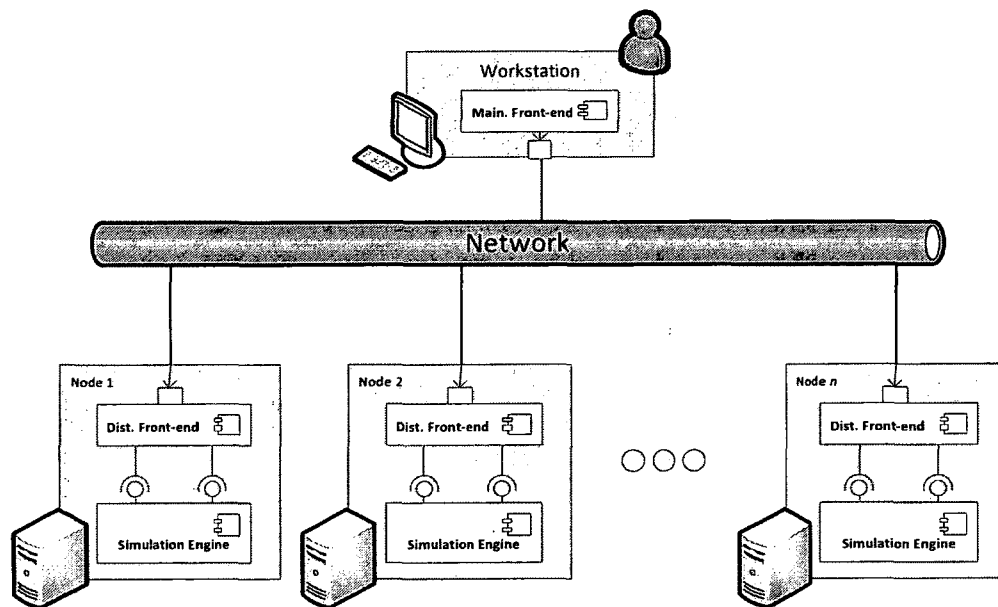 Workstation
Main. Front-end
Network
Node 1
Dist. Front-end
Simulation Engine
Node 2
Dist. Front-end
Simulation Engine
Node n
Dist. Front-end
Simulation Engine